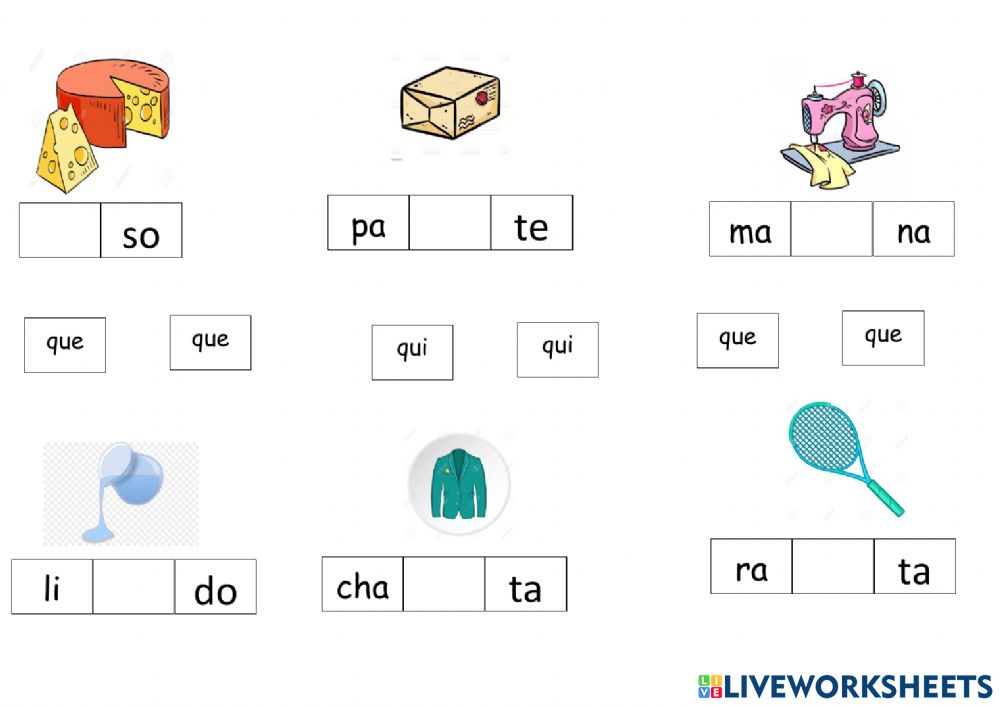 so
pa te
ma na
que que qui qui que que
li do
cha ta
ra ta
LIVEWORKSHEETS